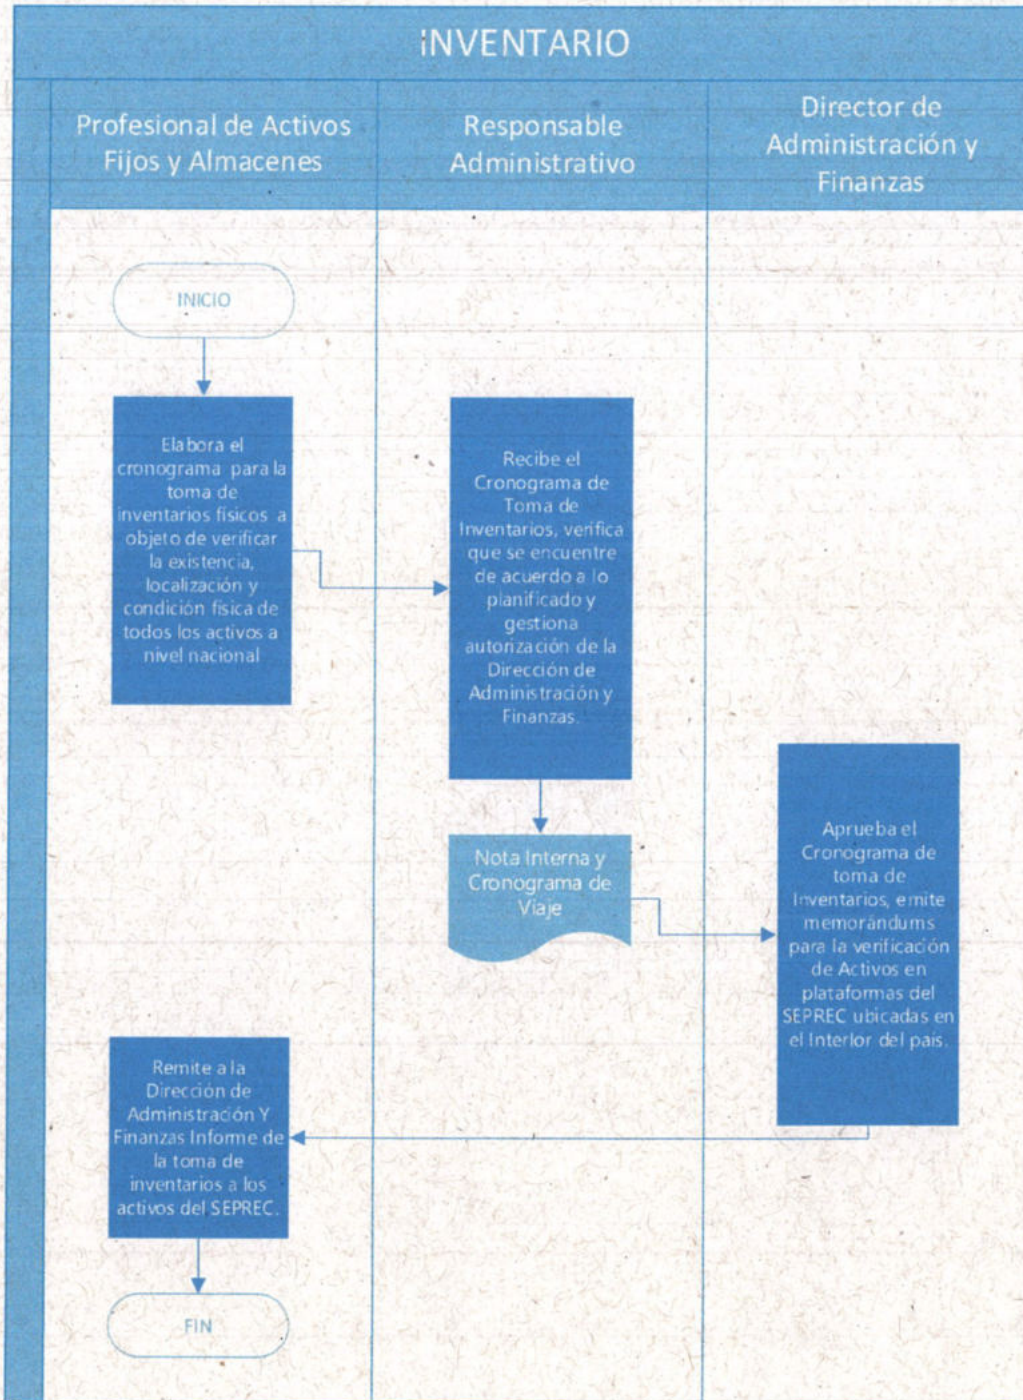 INVENTARIO
Profesional de Activos
Fijos y Almacenes
Responsable
Administrativo
Director de
Administración y
Finanzas
INICIO
Elabora el
cronograma para la
toma de
inventarios físicos a
objeto de verificar
la existencia,
localización y
condición física de
todos los activos a
nivel nacional
Recibe el
Cronograma de
Toma de
Inventarios, verifica
que se encuentre
de acuerdo a lo
planificado y
gestiona
autorización de la
Dirección de
Administración y
Finanzas.
Nota Interna y
Cronograma de
Viaje
Aprueba el
Cronograma de
toma de
Inventarios, emite
memorándums
para la verificación
de Activos en
plataformas del
SEPREC ubicadas en
el Interior del país.
Remite a la
Dirección de
Administración Y
Finanzas Informe de
la toma de
inventarios a los
activos del SEPREC.
FIN